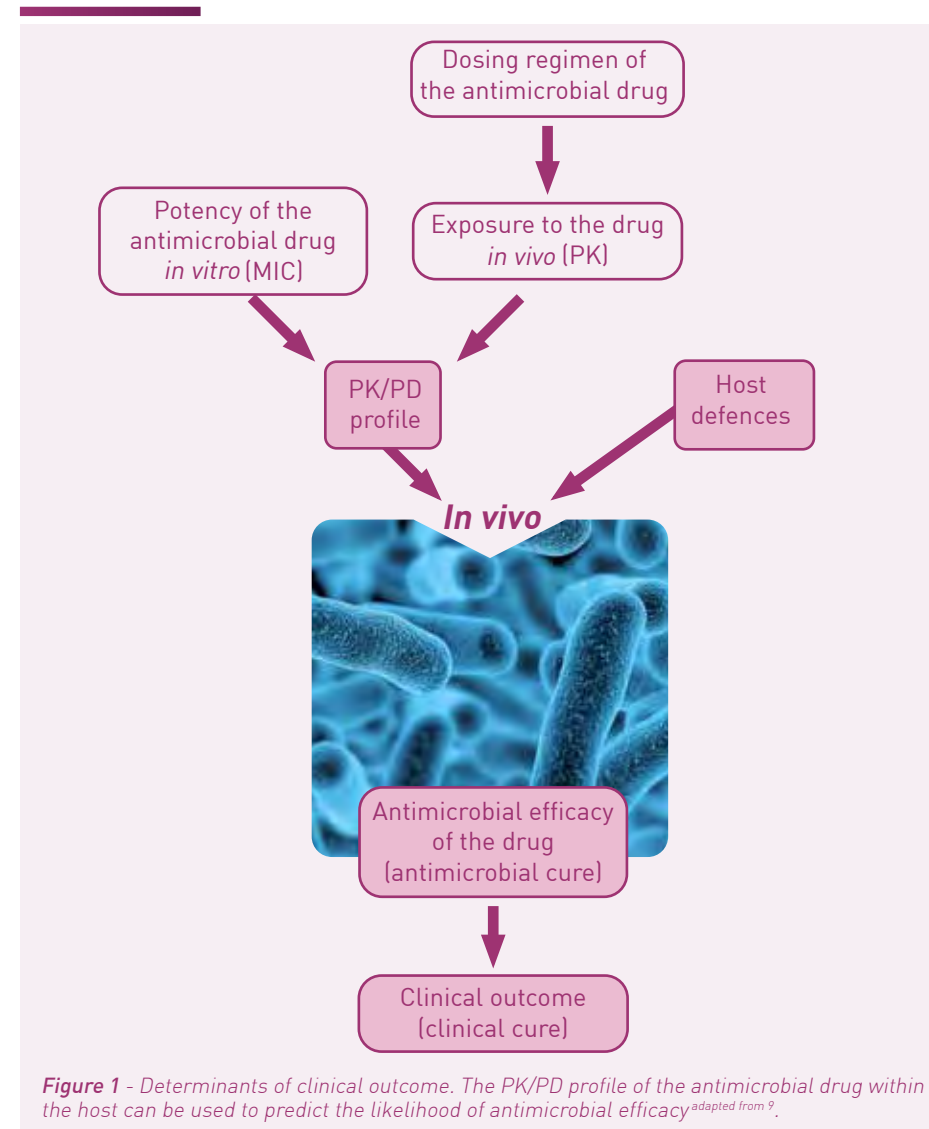 Dosing regimen of
the antimicrobial drug
Potency of the
antimicrobial drug
in vitro (MIC)
Exposure to the drug
in vivo (PK)
PK/PD
profile
Host
defences
In vivo
Antimicrobial efficacy
of the drug
(antimicrobial cure)
Clinical outcome
(clinical cure)
Figure 1 - Determinants of clinical outcome. The PK/PD profile of the antimicrobial drug within
the host can be used to predict the likelihood of antimicrobial efficacy adapted from 9.